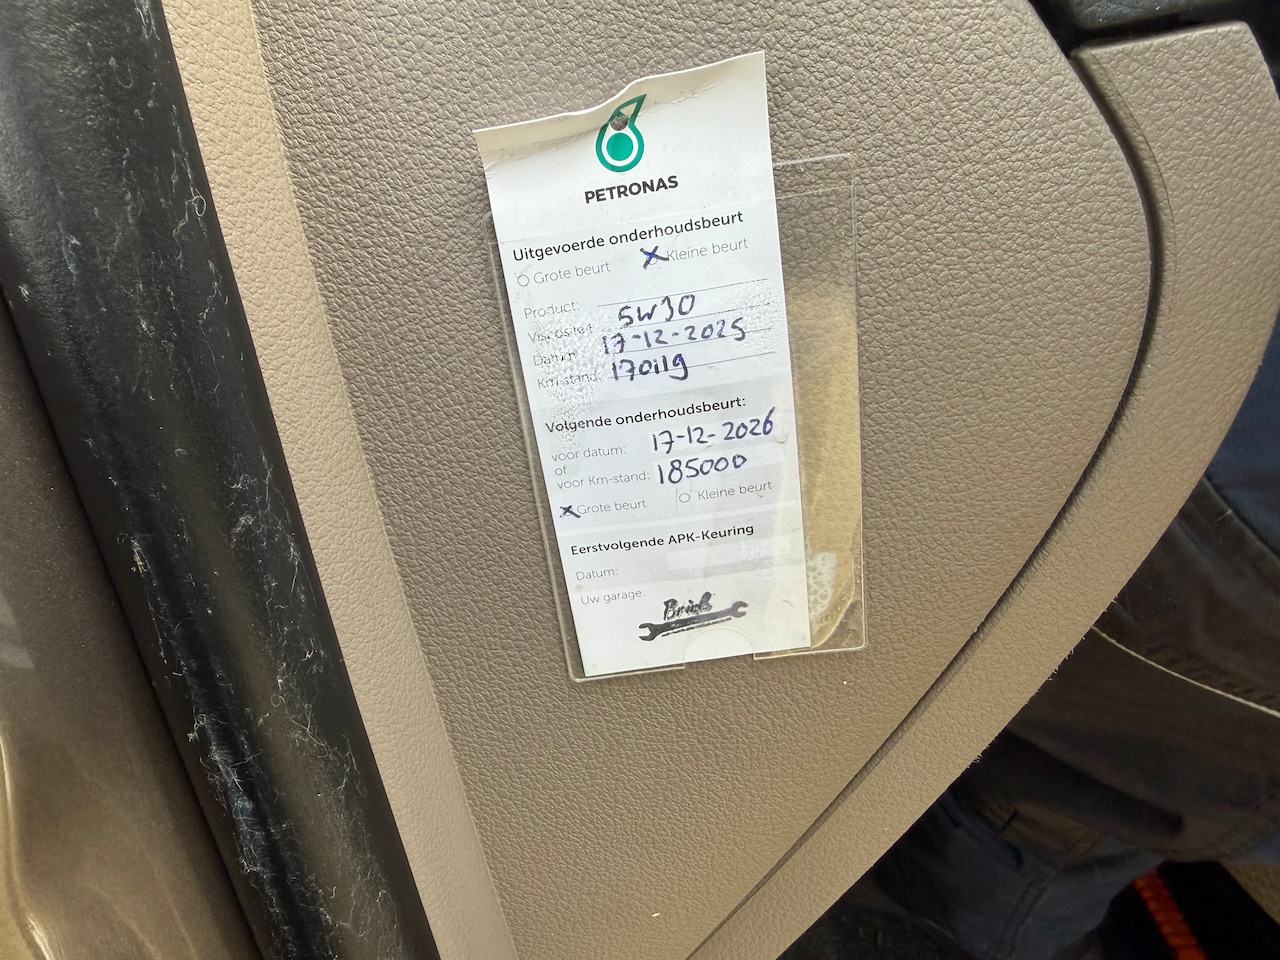 PETRONAS
Uitgevoerde onderhoudsbeurt
Grote beurt Kleine beurt
Product:
Viscositeit 5W30
Datum 17-12-2025
Km-stand: 170119
Volgende onderhoudsbeurt:
voor datum: 17-12-2026
of
voor Km-stand: 185000
Grote beurt Kleine beurt
Eerstvolgende APK-Keuring
Datum:
Uw garage: